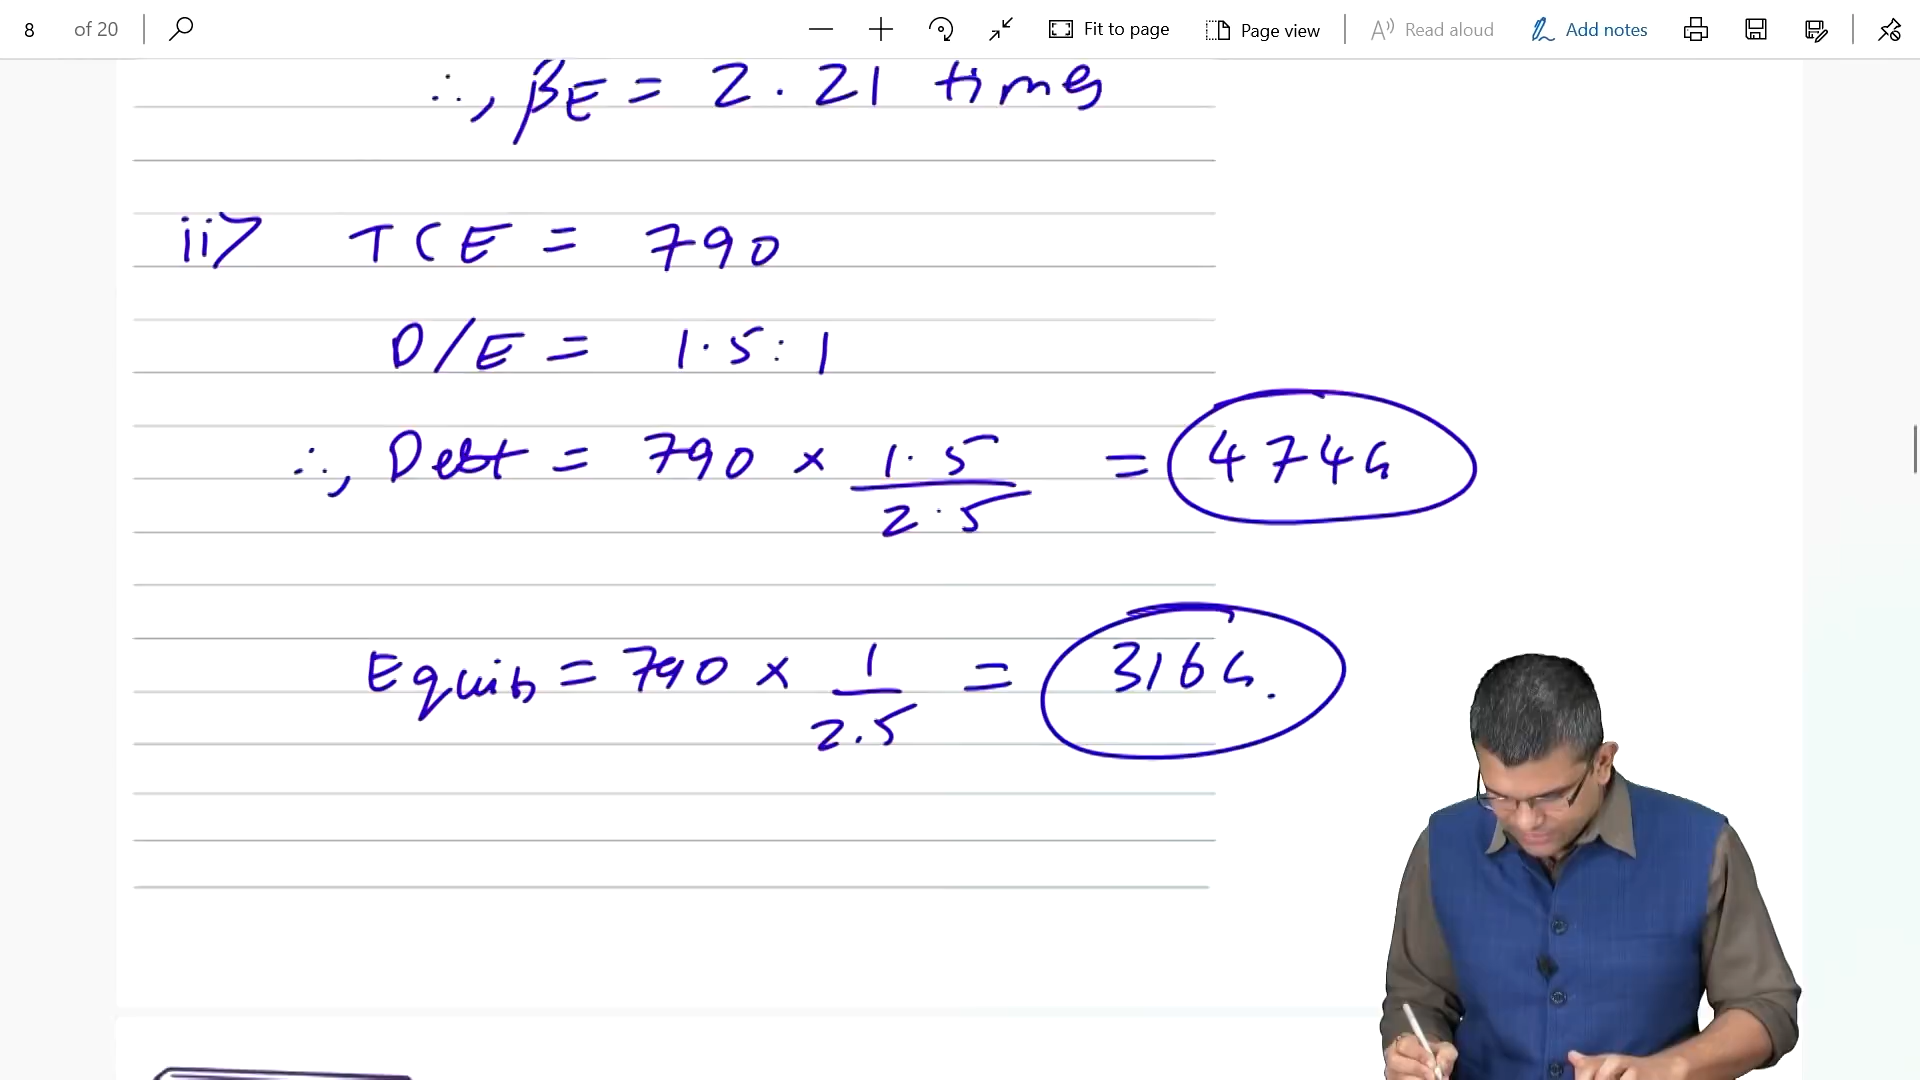 8 of 20 Fit to page Page view Read aloud Add notes
∴, βE = 2.21 times
ii> TCE = 790
D/E = 1.5:1
∴, Debt = 790 × 1.5/2.5 = 474
Equity = 790 × 1/2.5 = 316